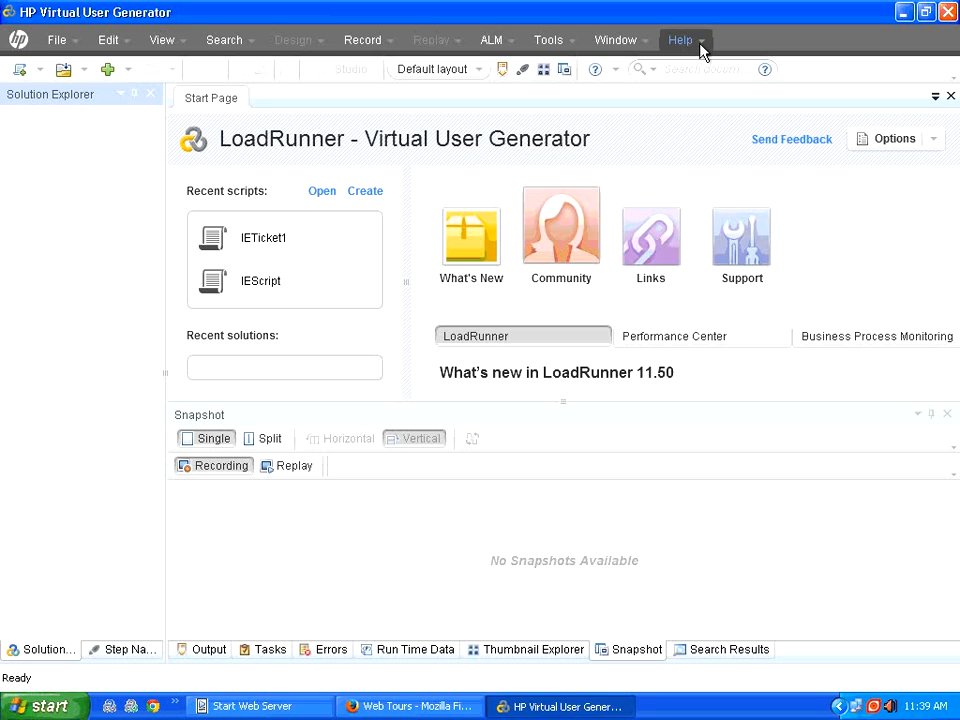 HP Virtual User Generator
hp File Edit View Search Design Record Replay ALM Tools Window Help
Studio Default layout Search
Solution Explorer
Start Page
LoadRunner - Virtual User Generator
Send Feedback
Options
Recent scripts: Open Create
IETicket1
IEScript
What's New Community Links Support
Recent solutions:
LoadRunner Performance Center Business Process Monitoring
What's new in LoadRunner 11.50
Snapshot
Single Split Horizontal Vertical
Recording Replay
No Snapshots Available
Solution... Step Na... Output Tasks Errors Run Time Data Thumbnail Explorer Snapshot Search Results
Ready
start Start Web Server Web Tours - Mozilla Fi... HP Virtual User Gener... 11:39 AM